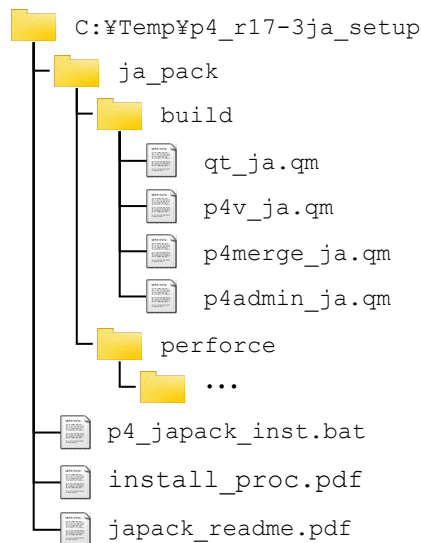 C:¥Temp¥p4_r17-3ja_setup
ja_pack
build
qt_ja.qm
p4v_ja.qm
p4merge_ja.qm
p4admin_ja.qm
perforce
…
p4_japack_inst.bat
install_proc.pdf
japack_readme.pdf